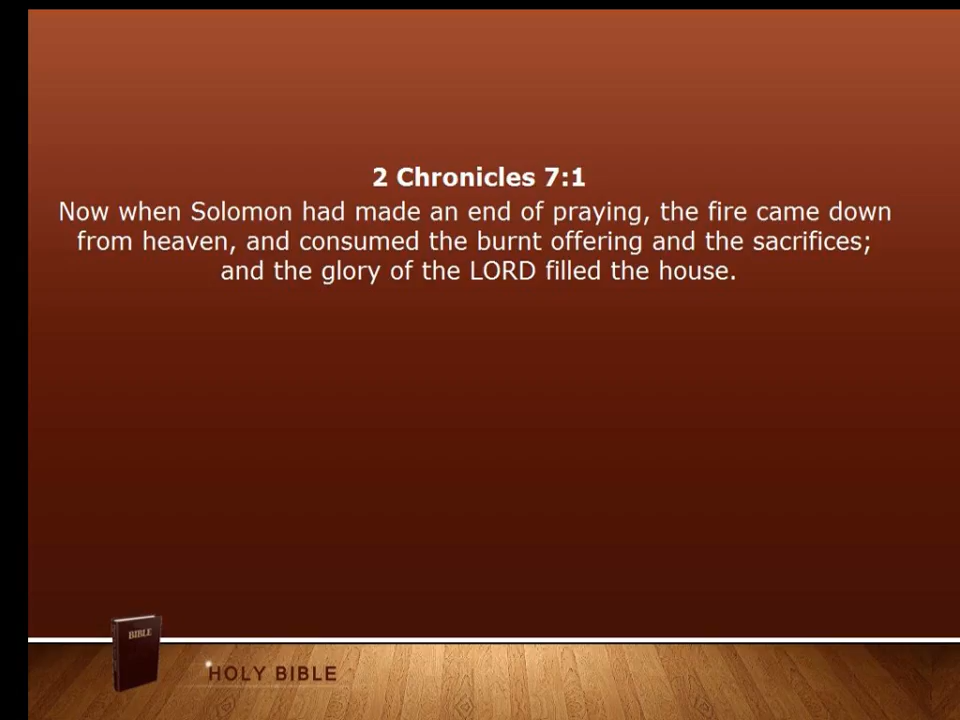 2 Chronicles 7:1
Now when Solomon had made an end of praying, the fire came down
from heaven, and consumed the burnt offering and the sacrifices;
and the glory of the LORD filled the house.
BIBLE
HOLY BIBLE